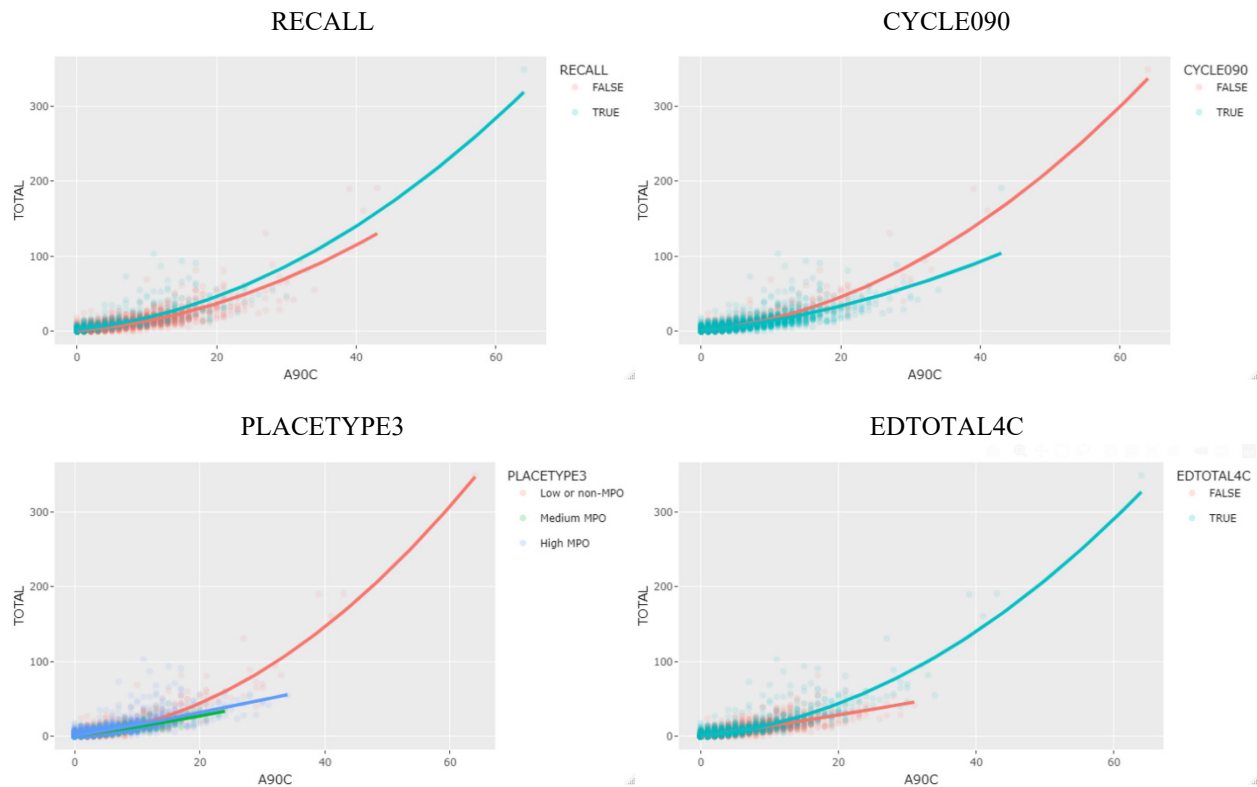 RECALL
CYCLE090
RECALL
FALSE
TRUE
300
200
100
0
TOTAL
0
20
40
60
A90C
CYCLE090
FALSE
TRUE
300
200
100
0
TOTAL
0
20
40
60
A90C
PLACETYPE3
EDTOTAL4C
PLACETYPE3
Low or non-MPO
Medium MPO
High MPO
300
200
100
0
TOTAL
0
20
40
60
A90C
EDTOTAL4C
FALSE
TRUE
300
200
100
0
TOTAL
0
20
40
60
A90C